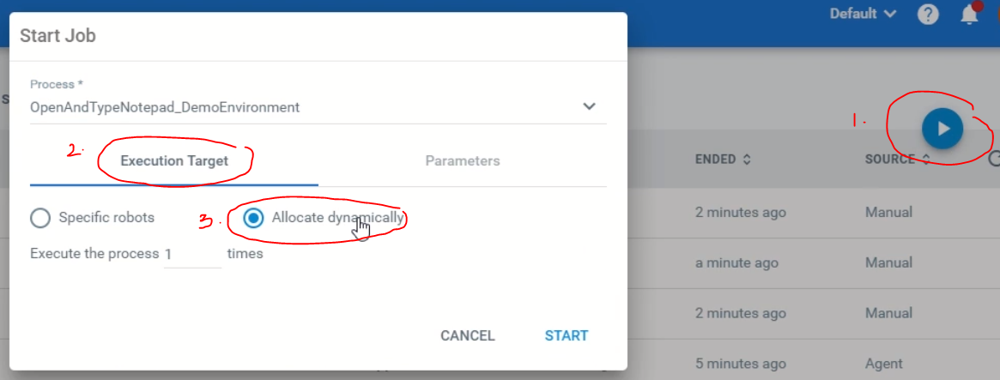 Default
Start Job
Process *
OpenAndTypeNotepad_DemoEnvironment
1.
2.
Execution Target
Parameters
ENDED
SOURCE
3.
Specific robots
Allocate dynamically
2 minutes ago
Manual
Execute the process 1 times
a minute ago
Manual
2 minutes ago
Manual
CANCEL
START
5 minutes ago
Agent